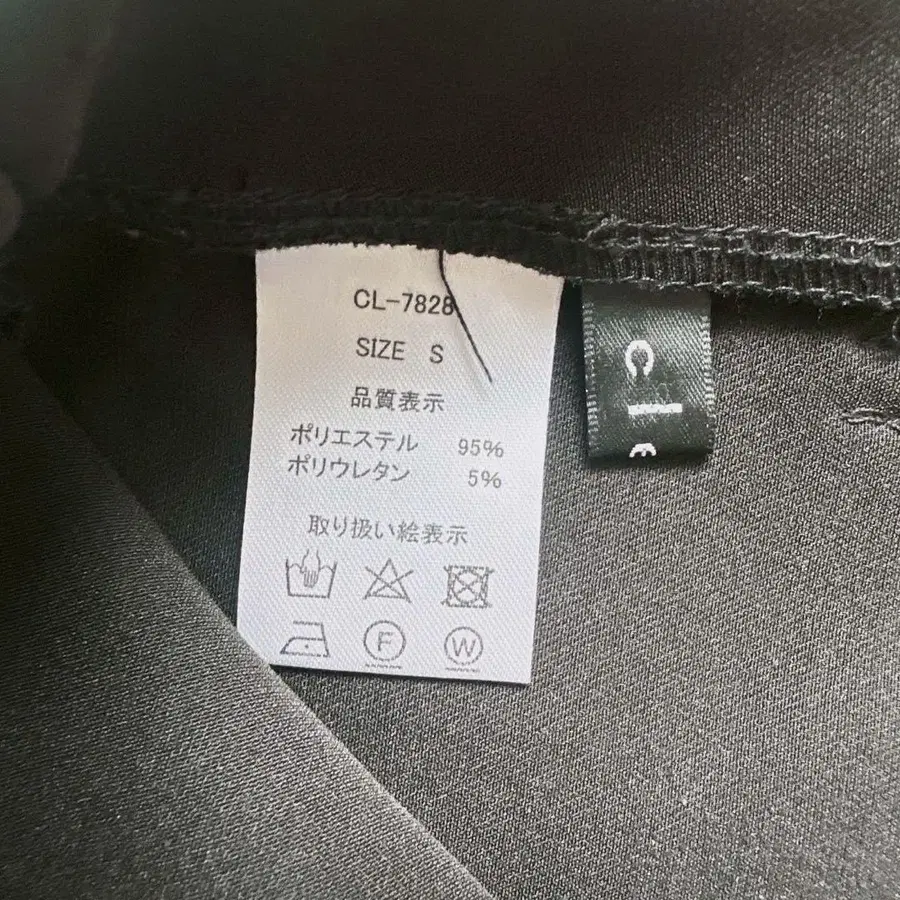 CL-7828
SIZE S
品質表示
ポリエステル 95%
ポリウレタン 5%
取り扱い絵表示
F
W